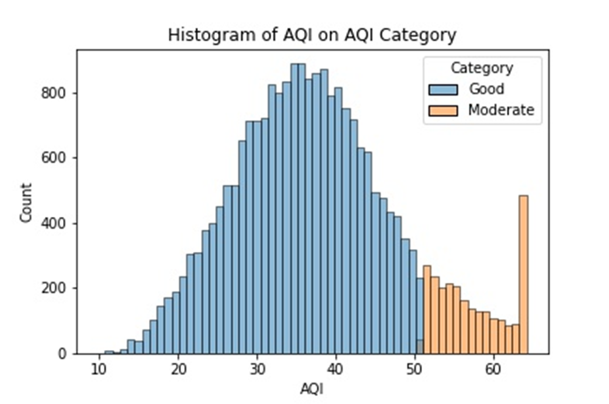 Histogram of AQI on AQI Category
Category
Good
Moderate
Count
800
600
400
200
0
10 20 30 40 50 60
AQI